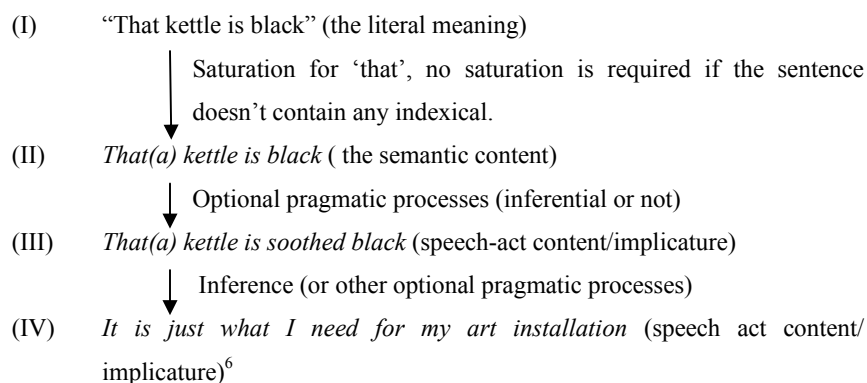 (I) “That kettle is black” (the literal meaning)
Saturation for ‘that’, no saturation is required if the sentence
doesn’t contain any indexical.
(II) That(a) kettle is black ( the semantic content)
Optional pragmatic processes (inferential or not)
(III) That(a) kettle is soothed black (speech-act content/implicature)
Inference (or other optional pragmatic processes)
(IV) It is just what I need for my art installation (speech act content/
implicature)6